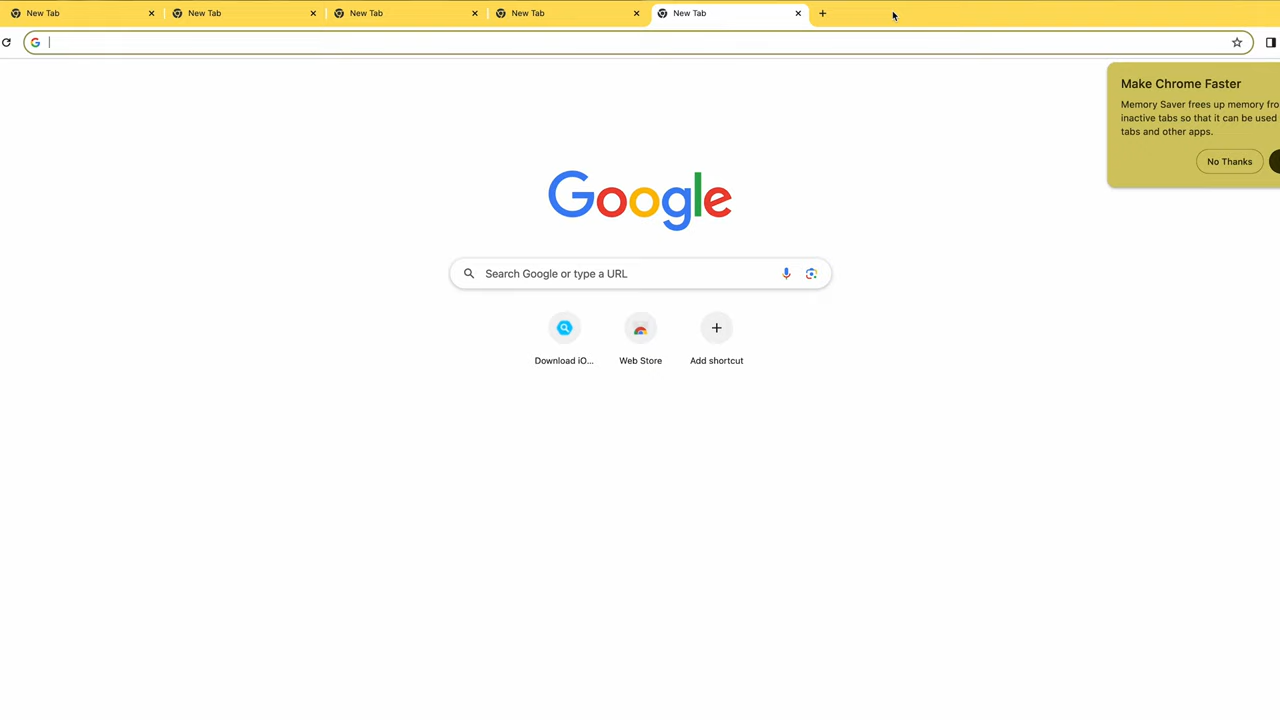 New Tab
New Tab
New Tab
New Tab
New Tab
Make Chrome Faster
Memory Saver frees up memory fro
inactive tabs so that it can be used
tabs and other apps.
No Thanks
Google
Search Google or type a URL
Download iO...
Web Store
Add shortcut